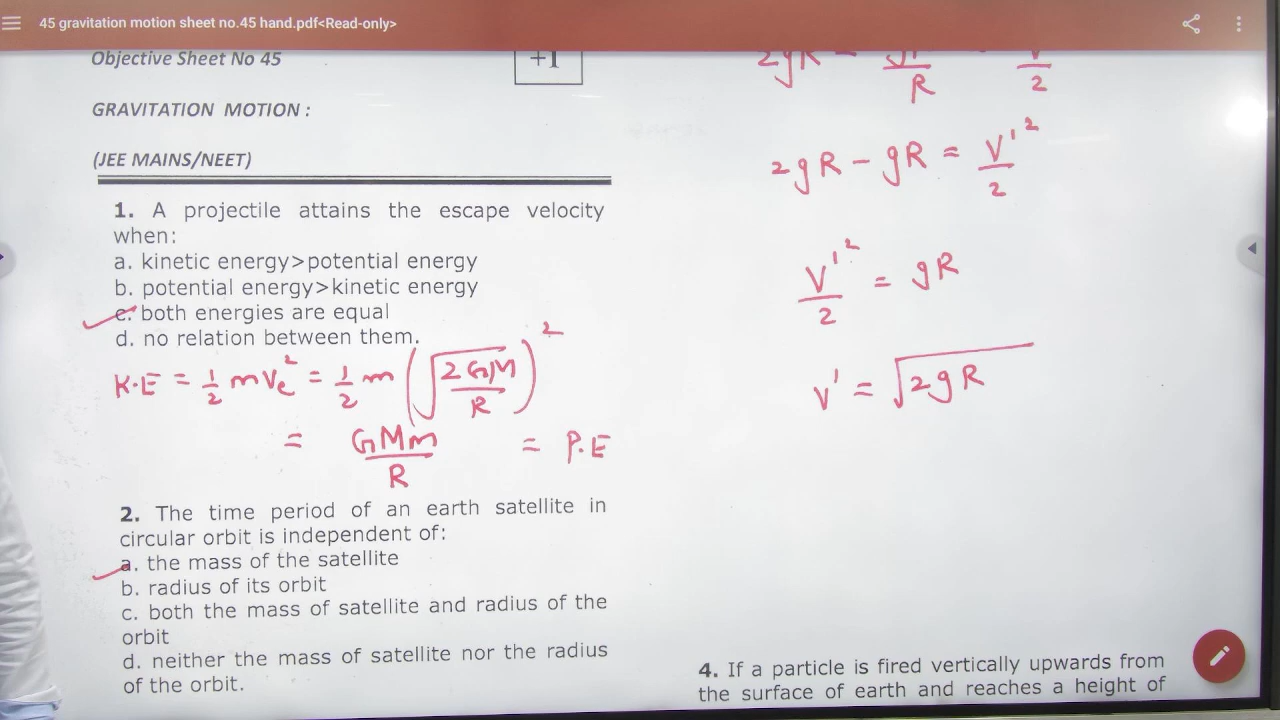 45 gravitation motion sheet no.45 hand.pdf<Read-only>
Objective Sheet No 45
+1
GRAVITATION MOTION :
(JEE MAINS/NEET)
1. A projectile attains the escape velocity
when:
a. kinetic energy>potential energy
b. potential energy>kinetic energy
c. both energies are equal
d. no relation between them.
K.E = 1/2 mVe² = 1/2 m (√(2GM/R))²
= GMm/R = P.E
2. The time period of an earth satellite in
circular orbit is independent of:
a. the mass of the satellite
b. radius of its orbit
c. both the mass of satellite and radius of the
orbit
d. neither the mass of satellite nor the radius
of the orbit.
2gR - gR = V'²/2
V'²/2 = gR
V' = √2gR
4. If a particle is fired vertically upwards from
the surface of earth and reaches a height of